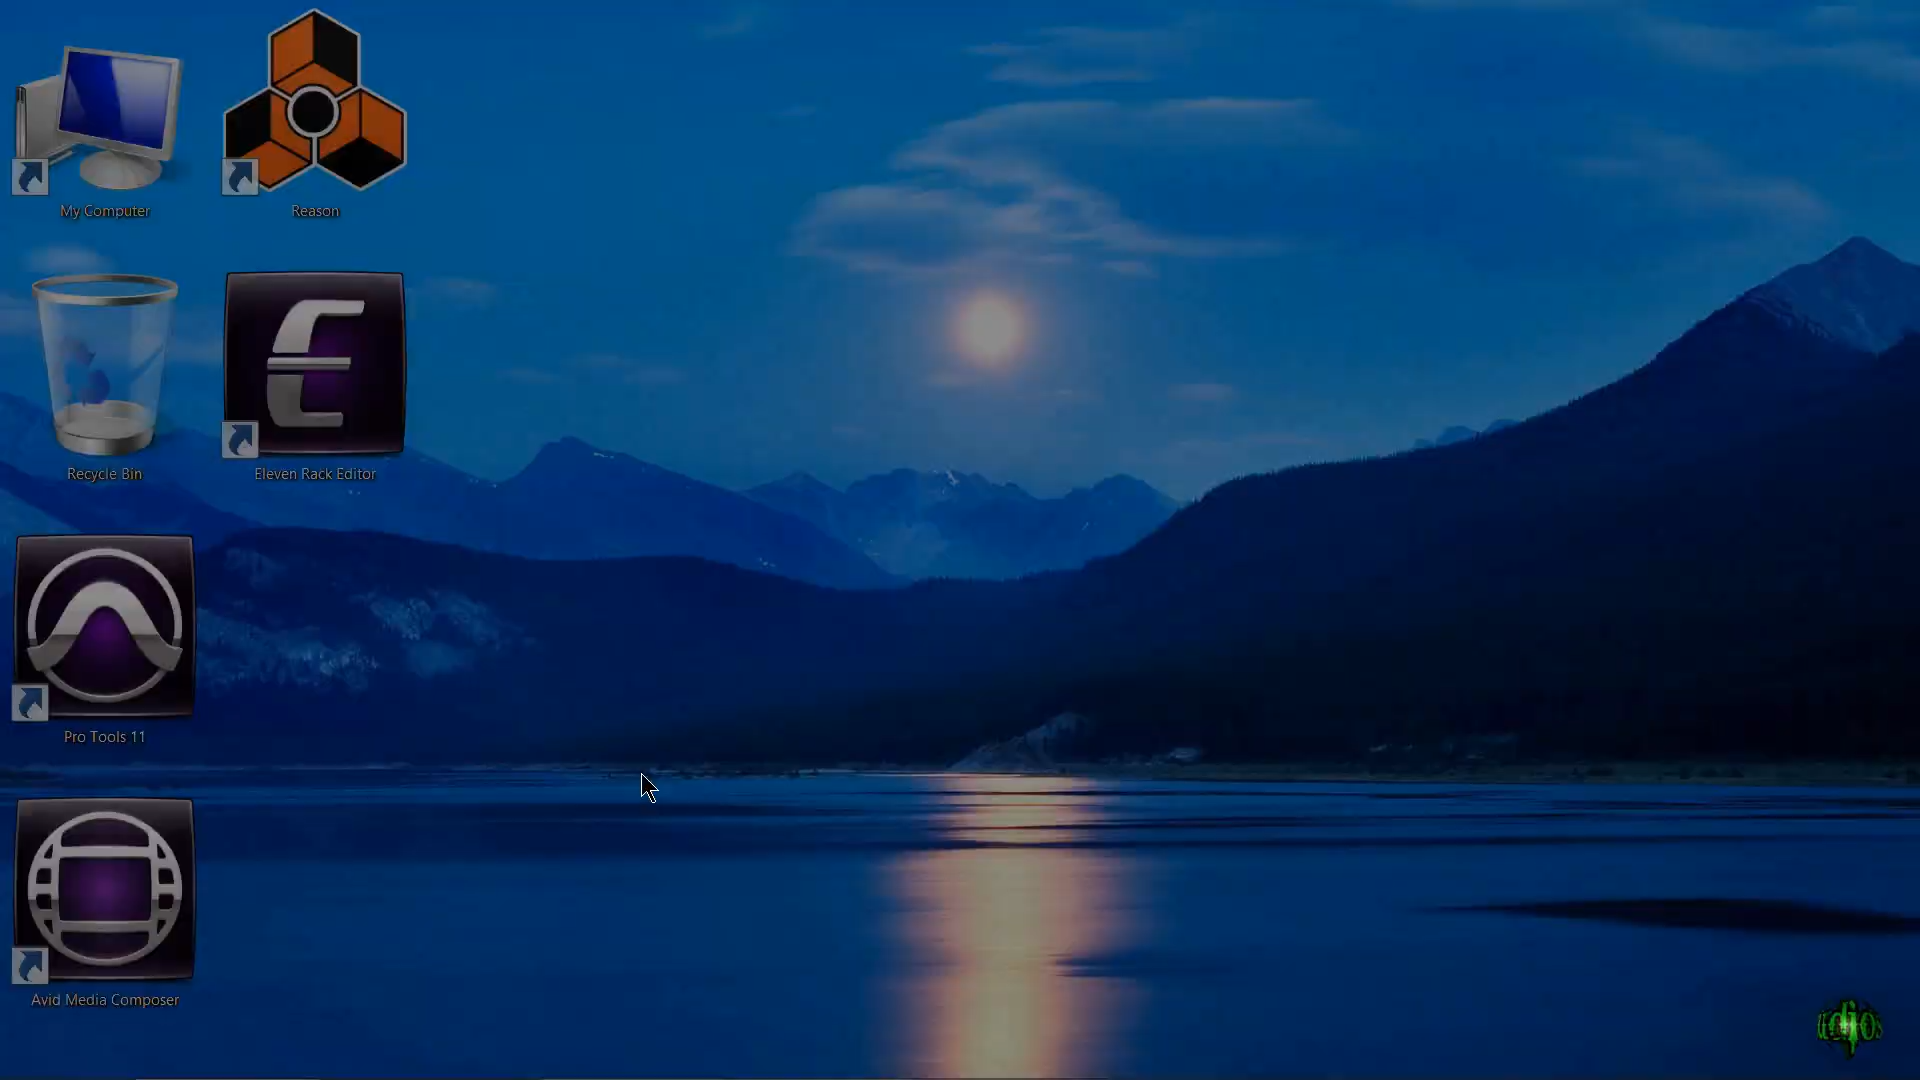 My Computer
Reason
Recycle Bin
Eleven Rack Editor
Pro Tools 11
Avid Media Composer